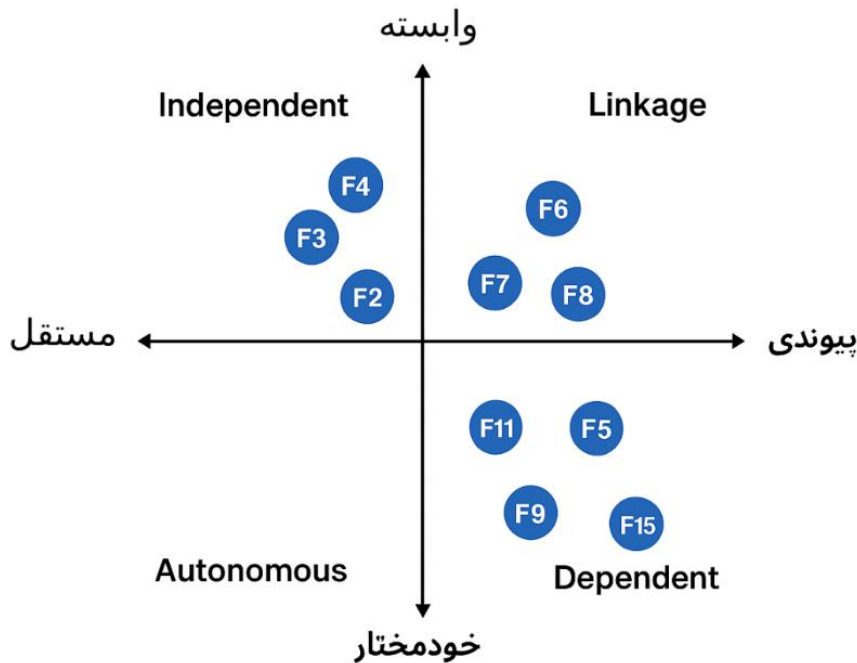 وابسته
Independent
Linkage
F4
F6
F3
F7
F8
F2
مستقل
پیوندی
F11
F5
F9
F15
Autonomous
Dependent
خودمختار